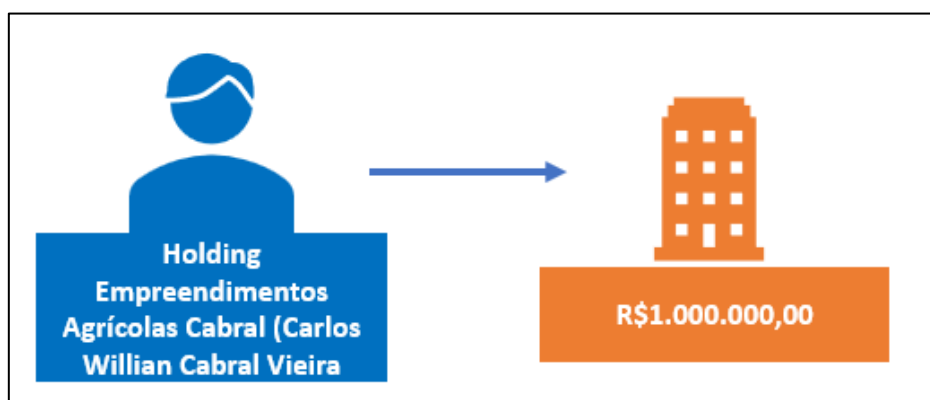 Holding
Empreendimentos
Agrícolas Cabral (Carlos
Willian Cabral Vieira
R$1.000.000,00